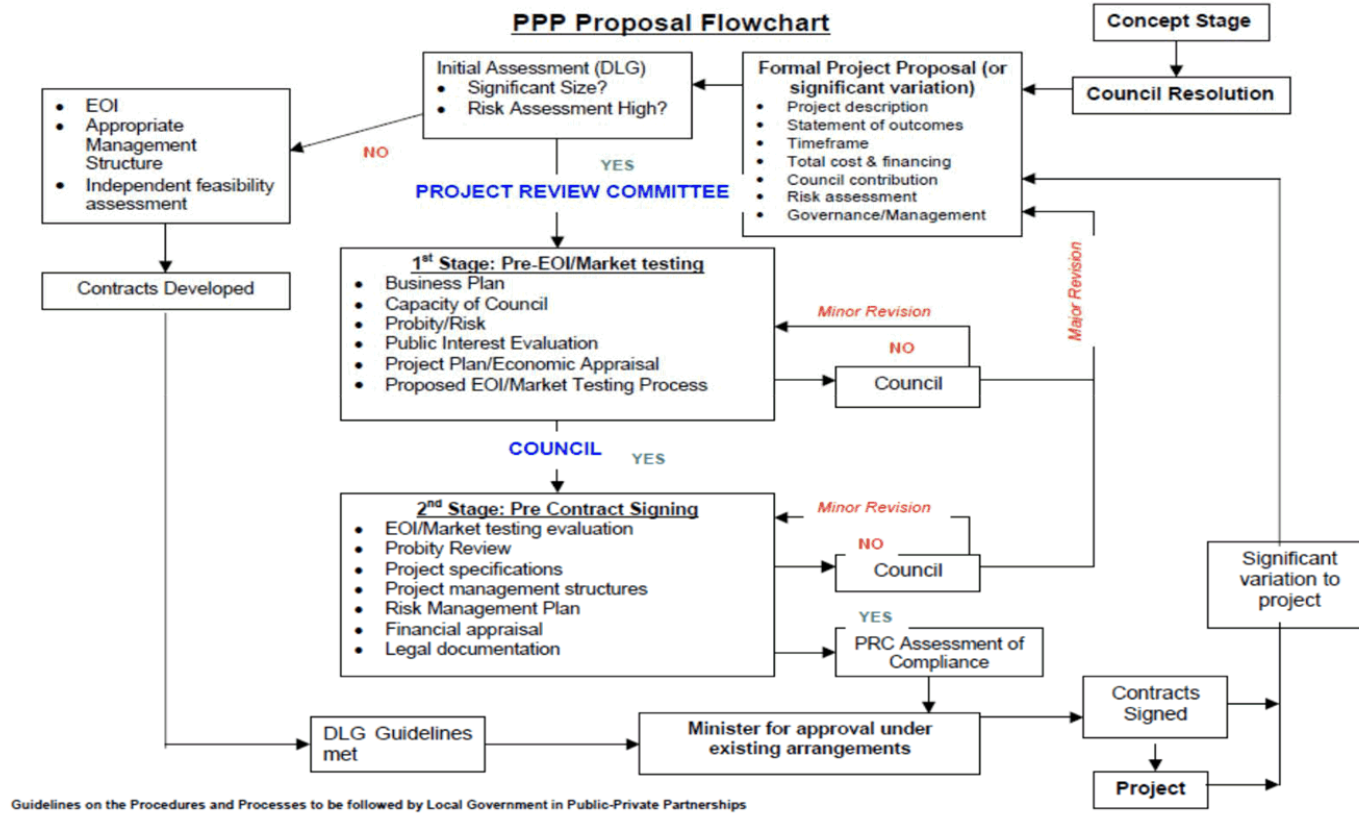 PPP Proposal Flowchart
Concept Stage
Council Resolution
Formal Project Proposal (or
significant variation)
• Project description
• Statement of outcomes
• Timeframe
• Total cost & financing
• Council contribution
• Risk assessment
• Governance/Management
Initial Assessment (DLG)
• Significant Size?
• Risk Assessment High?
NO
YES
• EOI
• Appropriate
Management
Structure
• Independent feasibility
assessment
Contracts Developed
PROJECT REVIEW COMMITTEE
1st Stage: Pre-EOI/Market testing
• Business Plan
• Capacity of Council
• Probity/Risk
• Public Interest Evaluation
• Project Plan/Economic Appraisal
• Proposed EOI/Market Testing Process
Minor Revision
NO
Council
Major Revision
COUNCIL
YES
2nd Stage: Pre Contract Signing
• EOI/Market testing evaluation
• Probity Review
• Project specifications
• Project management structures
• Risk Management Plan
• Financial appraisal
• Legal documentation
Minor Revision
NO
Council
YES
PRC Assessment of
Compliance
Significant
variation to
project
DLG Guidelines
met
Minister for approval under
existing arrangements
Contracts
Signed
Project
Guidelines on the Procedures and Processes to be followed by Local Government in Public-Private Partnerships